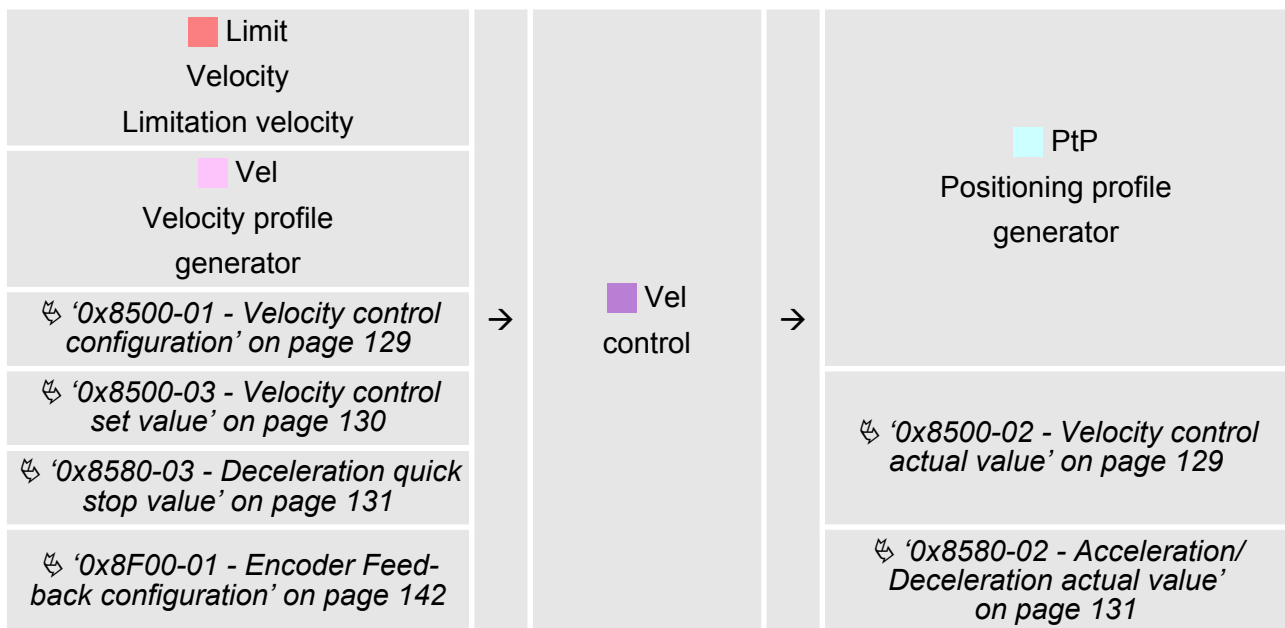 Limit
Velocity
Limitation velocity
Vel
Velocity profile
generator
↳ '0x8500-01 - Velocity control
configuration' on page 129
↳ '0x8500-03 - Velocity control
set value' on page 130
↳ '0x8580-03 - Deceleration quick
stop value' on page 131
↳ '0x8F00-01 - Encoder Feed-
back configuration' on page 142
→
Vel
control
→
PtP
Positioning profile
generator
↳ '0x8500-02 - Velocity control
actual value' on page 129
↳ '0x8580-02 - Acceleration/
Deceleration actual value'
on page 131